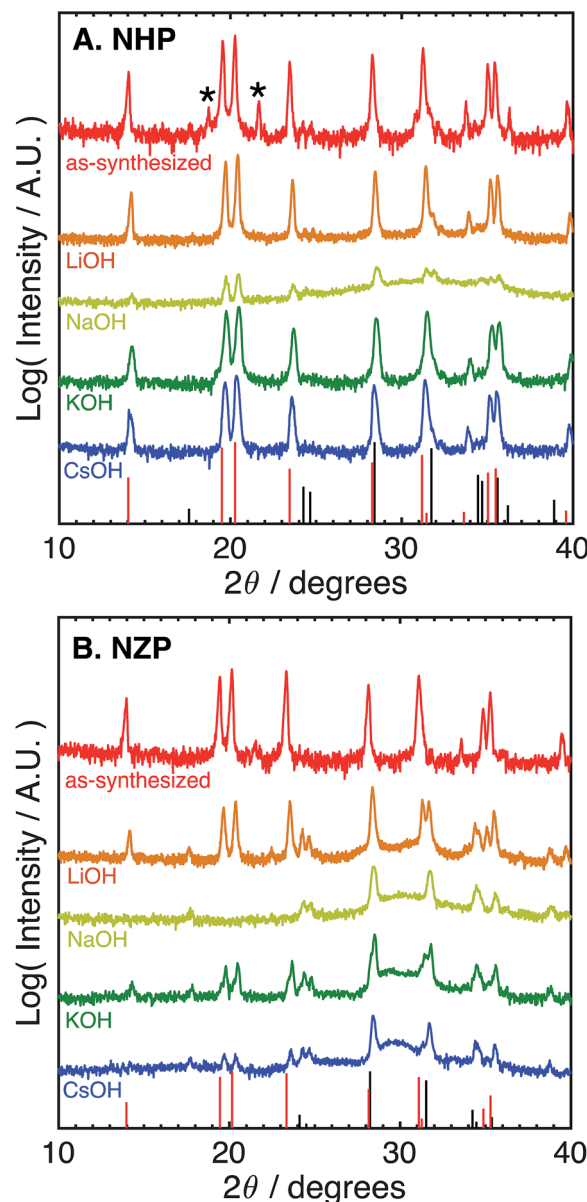 A. NHP
* *
as-synthesized
LiOH
NaOH
KOH
CsOH
Log( Intensity / A.U. )
10 20 30 40
2θ / degrees
B. NZP
as-synthesized
LiOH
NaOH
KOH
CsOH
Log( Intensity / A.U. )
10 20 30 40
2θ / degrees